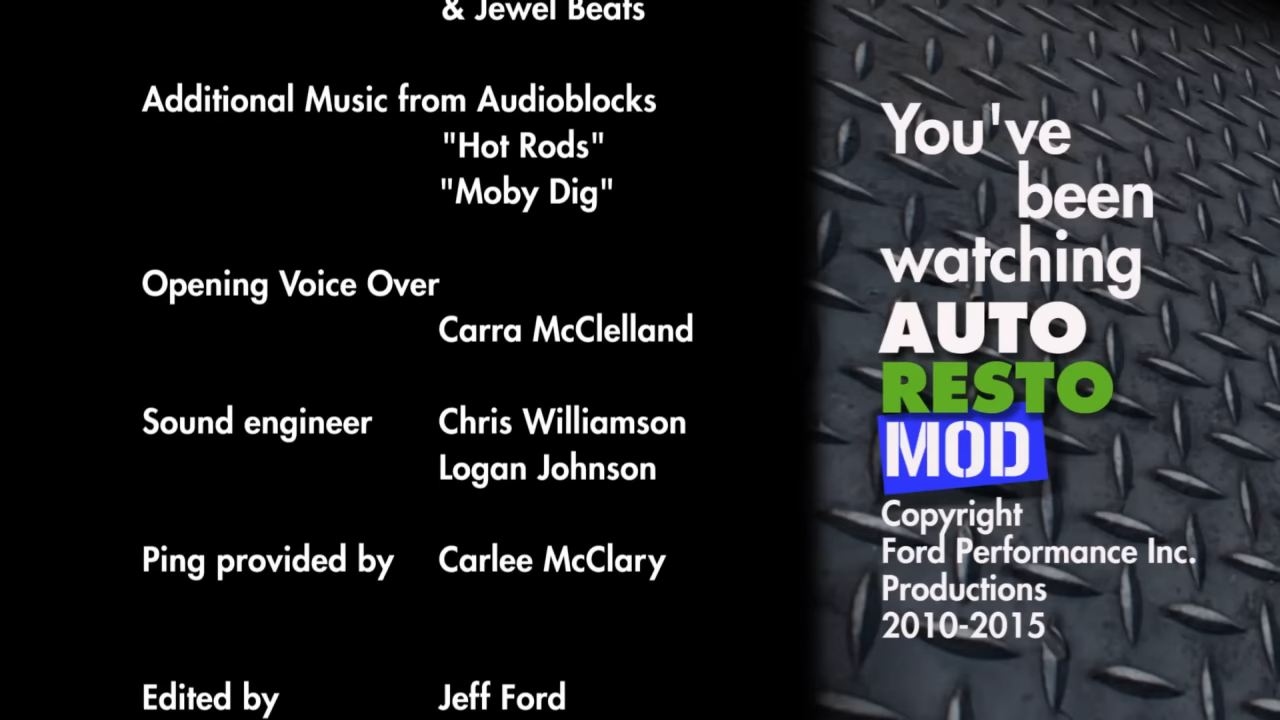 & Jewel Beats
Additional Music from Audioblocks
"Hot Rods"
"Moby Dig"
Opening Voice Over
Carra McClelland
Sound engineer Chris Williamson
Logan Johnson
Ping provided by Carlee McClary
Edited by Jeff Ford
You've
been
watching
AUTO
RESTO
MOD
Copyright
Ford Performance Inc.
Productions
2010-2015